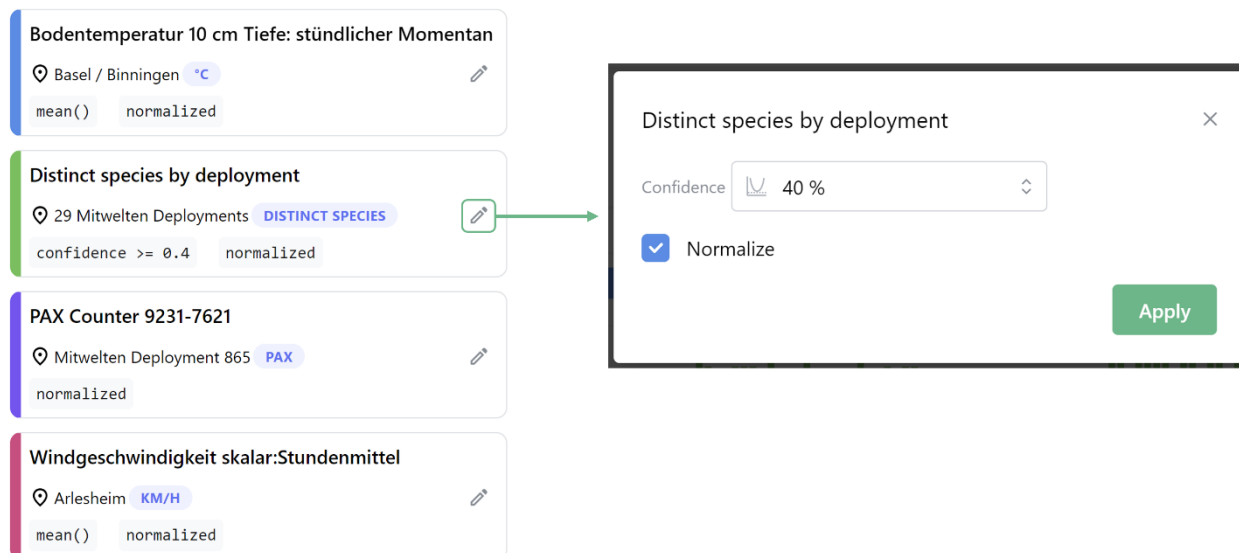 Bodentemperatur 10 cm Tiefe: stündlicher Momentan
Basel / Binningen °C
mean() normalized
Distinct species by deployment
29 Mitwelten Deployments DISTINCT SPECIES
confidence >= 0.4 normalized
PAX Counter 9231-7621
Mitwelten Deployment 865 PAX
normalized
Windgeschwindigkeit skalar:Stundenmittel
Arlesheim KM/H
mean() normalized
Distinct species by deployment
Confidence 40 %
Normalize
Apply